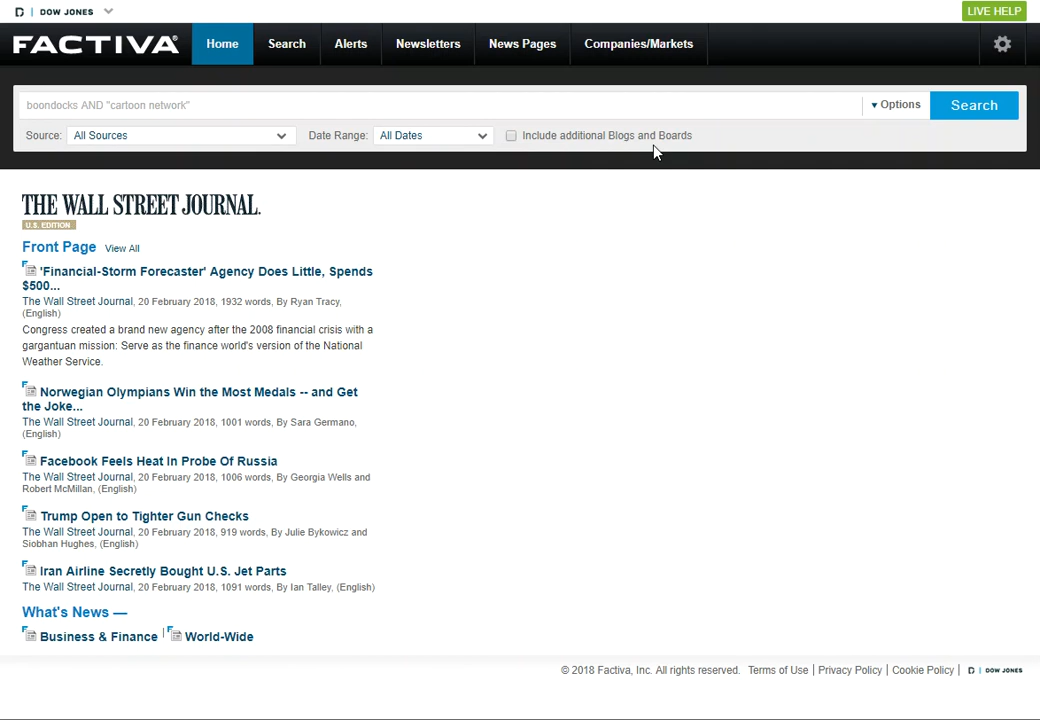 DOW JONES
LIVE HELP
FACTIVA®
Home
Search
Alerts
Newsletters
News Pages
Companies/Markets
boondocks AND "cartoon network"
Options
Search
Source:
All Sources
Date Range:
All Dates
Include additional Blogs and Boards
THE WALL STREET JOURNAL.
U.S. EDITION
Front Page View All
'Financial-Storm Forecaster' Agency Does Little, Spends
$500...
The Wall Street Journal, 20 February 2018, 1932 words, By Ryan Tracy,
(English)
Congress created a brand new agency after the 2008 financial crisis with a
gargantuan mission: Serve as the finance world's version of the National
Weather Service.
Norwegian Olympians Win the Most Medals -- and Get
the Joke...
The Wall Street Journal, 20 February 2018, 1001 words, By Sara Germano,
(English)
Facebook Feels Heat In Probe Of Russia
The Wall Street Journal, 20 February 2018, 1006 words, By Georgia Wells and
Robert McMillan, (English)
Trump Open to Tighter Gun Checks
The Wall Street Journal, 20 February 2018, 919 words, By Julie Bykowicz and
Siobhan Hughes, (English)
Iran Airline Secretly Bought U.S. Jet Parts
The Wall Street Journal, 20 February 2018, 1091 words, By Ian Talley, (English)
What's News —
Business & Finance | World-Wide
© 2018 Factiva, Inc. All rights reserved. Terms of Use | Privacy Policy | Cookie Policy | DOW JONES